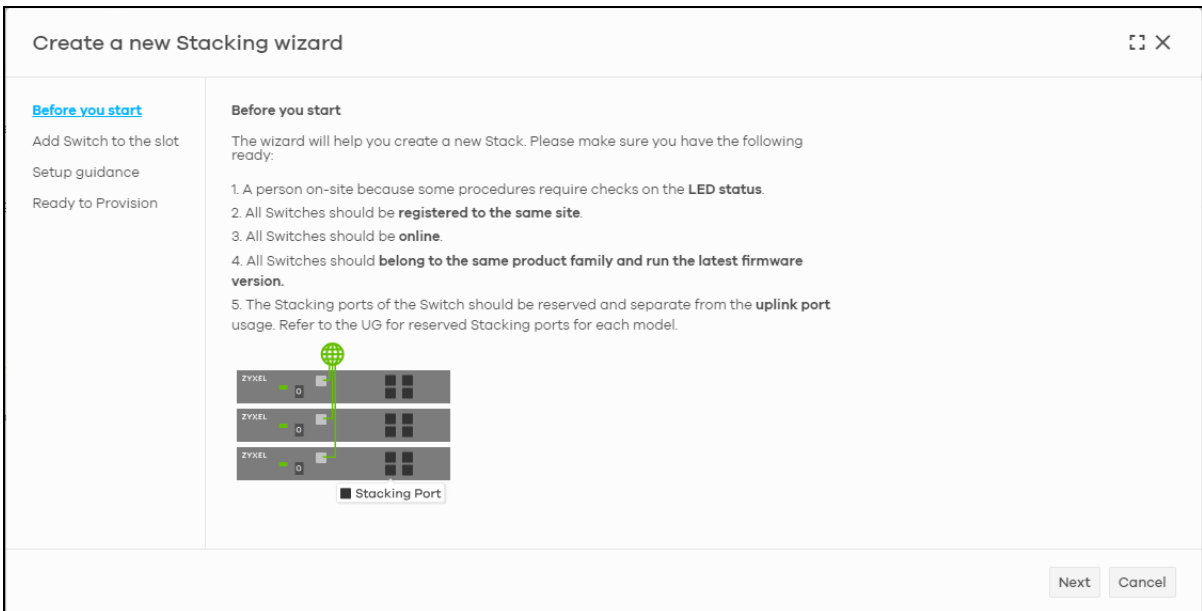 Create a new Stacking wizard
Before you start
Add Switch to the slot
Setup guidance
Ready to Provision
Before you start
The wizard will help you create a new Stack. Please make sure you have the following
ready:
1. A person on-site because some procedures require checks on the LED status.
2. All Switches should be registered to the same site.
3. All Switches should be online.
4. All Switches should belong to the same product family and run the latest firmware
version.
5. The Stacking ports of the Switch should be reserved and separate from the uplink port
usage. Refer to the UG for reserved Stacking ports for each model.
ZYXEL
0
ZYXEL
0
ZYXEL
0
Stacking Port
Next Cancel